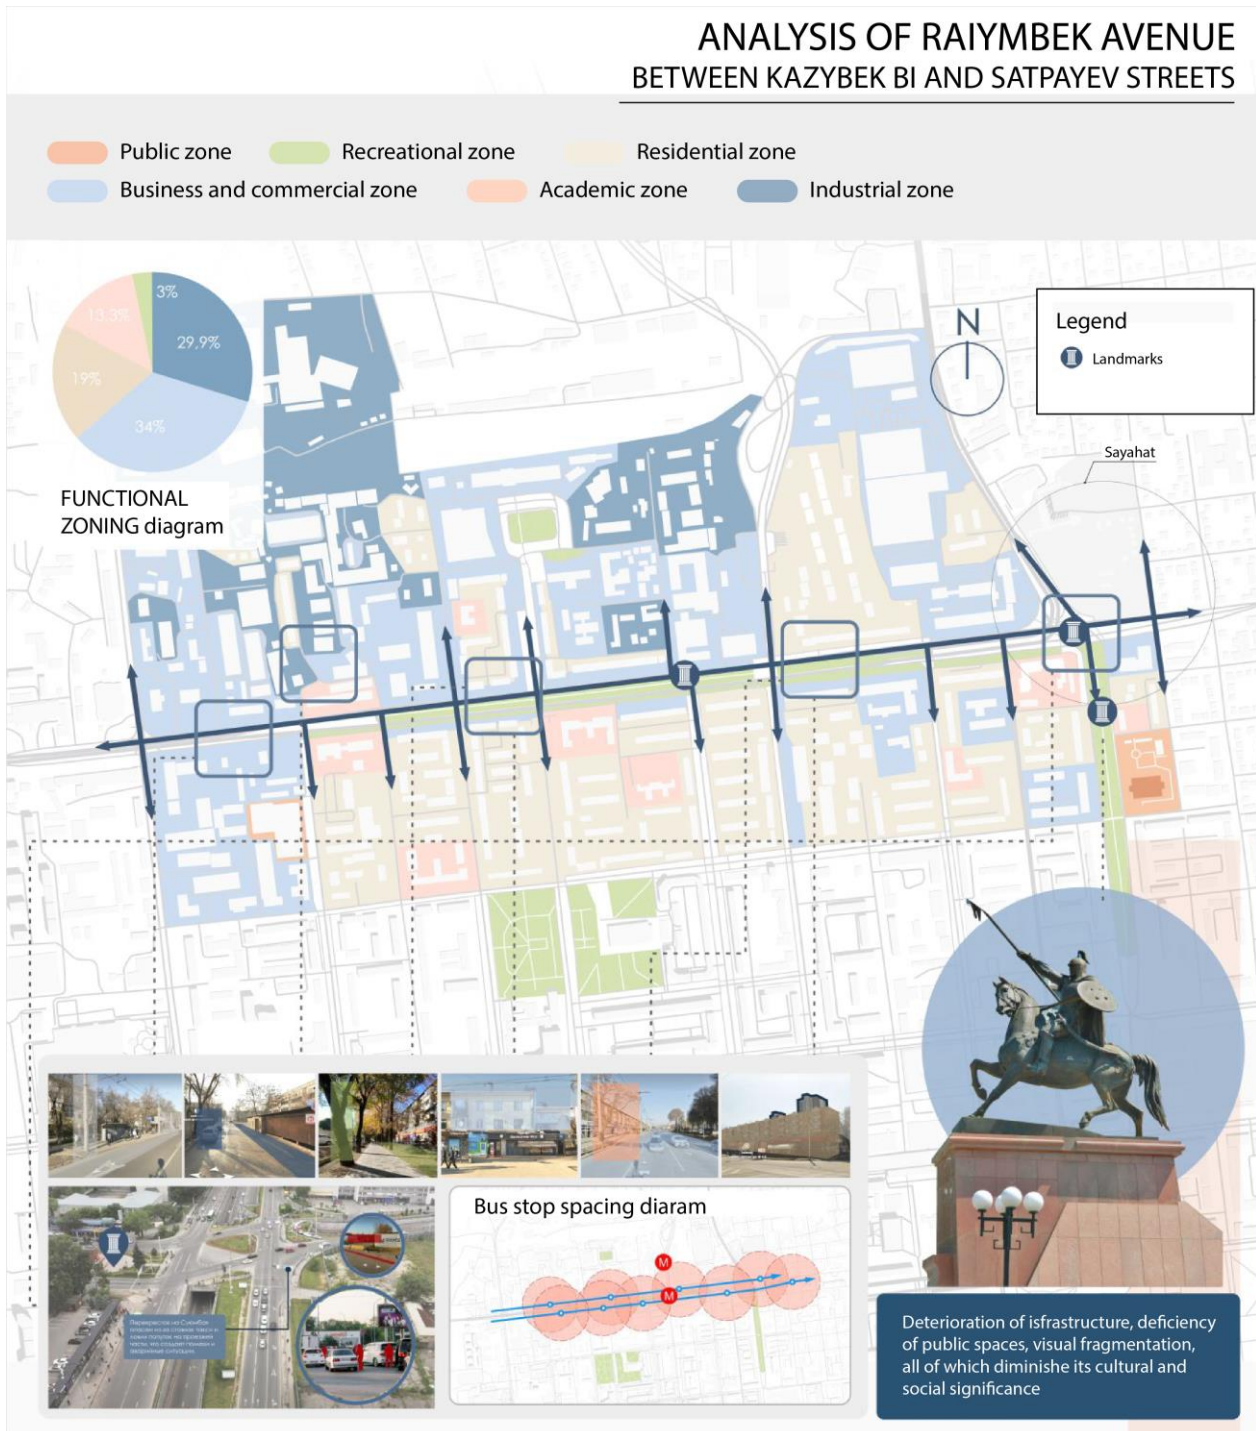 ANALYSIS OF RAIYMBEK AVENUE
BETWEEN KAZYBEK BI AND SATPAYEV STREETS
Public zone
Recreational zone
Residential zone
Business and commercial zone
Academic zone
Industrial zone
3%
13,3%
29,9%
19%
34%
FUNCTIONAL
ZONING diagram
N
Legend
Landmarks
Sayahat
Bus stop spacing diaram
M
M
Deterioration of isfrastructure, deficiency
of public spaces, visual fragmentation,
all of which diminishe its cultural and
social significance